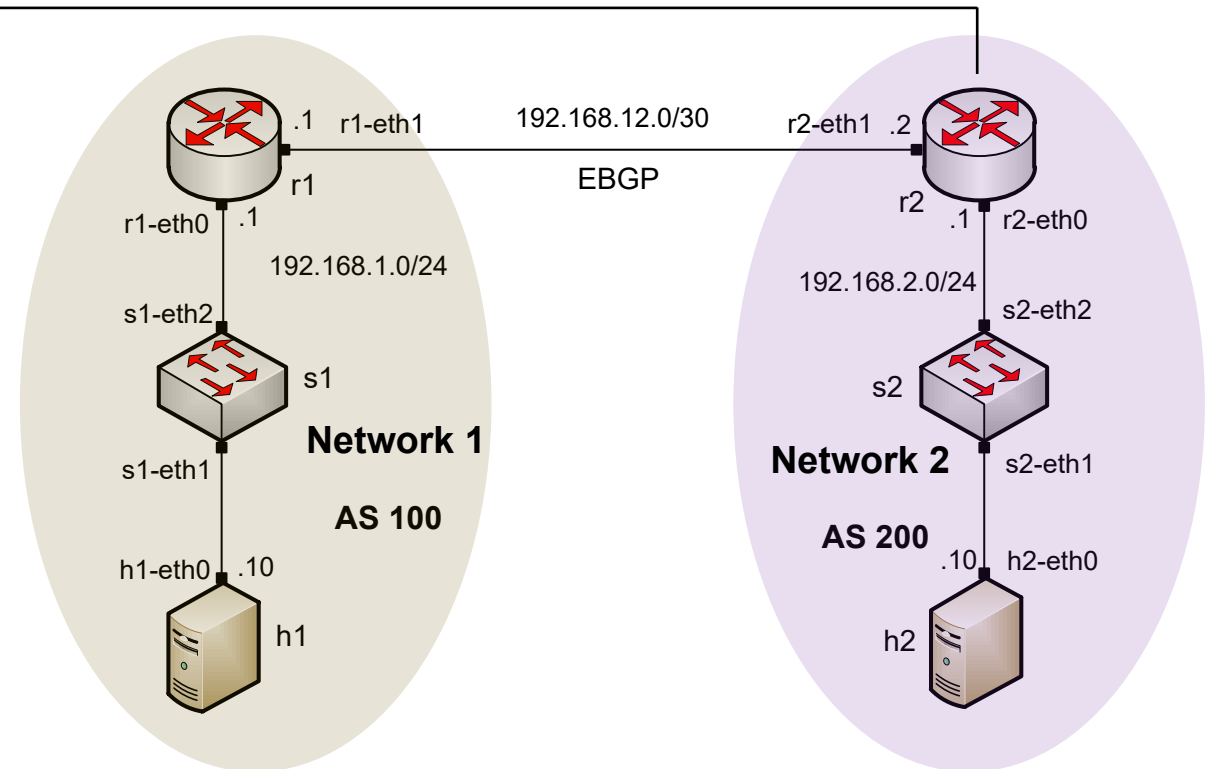 .1 r1-eth1 192.168.12.0/30 r2-eth1 .2
EBGP
r1
r2
r1-eth0 .1
.1 r2-eth0
192.168.1.0/24
192.168.2.0/24
s1-eth2
s2-eth2
s1
s2
Network 1
Network 2
s1-eth1
s2-eth1
AS 100
AS 200
h1-eth0 .10
.10 h2-eth0
h1
h2